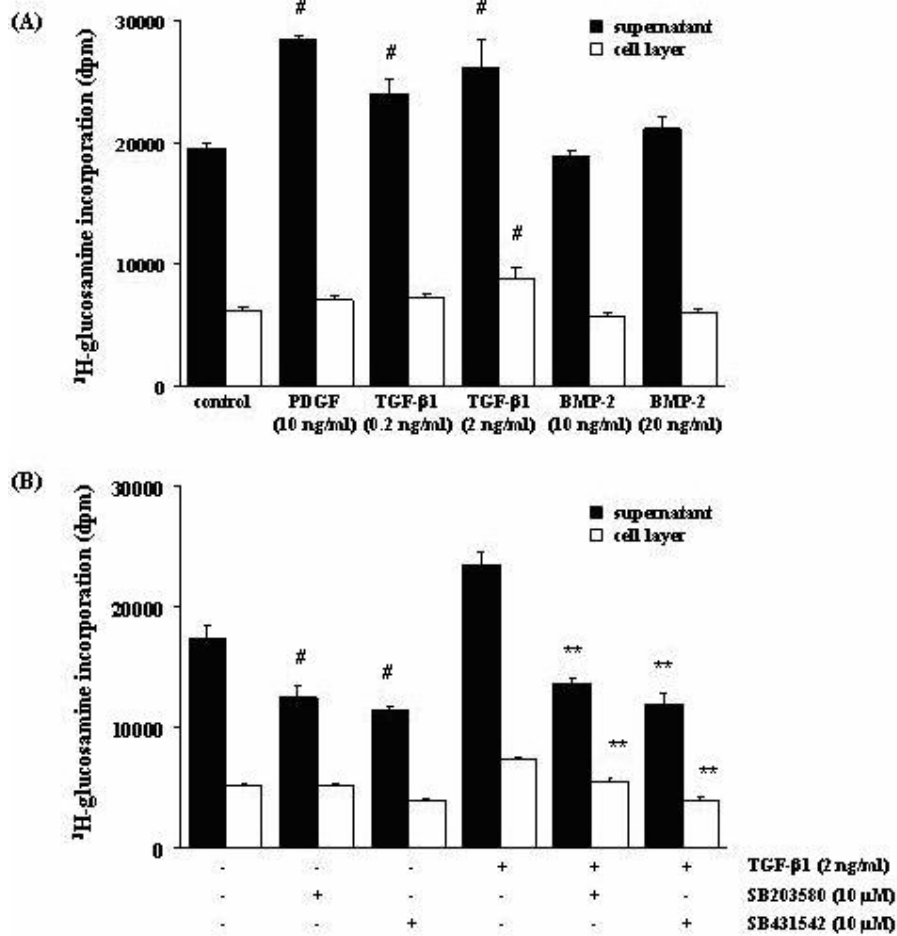 (A)
³H-glucosamine incorporation (dpm)
30000
20000
10000
0
# # #
#
supernatant
cell layer
control PDGF TGF-β1 TGF-β1 BMP-2 BMP-2
(10 ng/ml) (0.2 ng/ml) (2 ng/ml) (10 ng/ml) (20 ng/ml)
(B)
³H-glucosamine incorporation (dpm)
30000
20000
10000
0
supernatant
cell layer
# # ** **
** **
- - - + + + TGF-β1 (2 ng/ml)
- + - - + - SB203580 (10 μM)
- - + - - + SB431542 (10 μM)